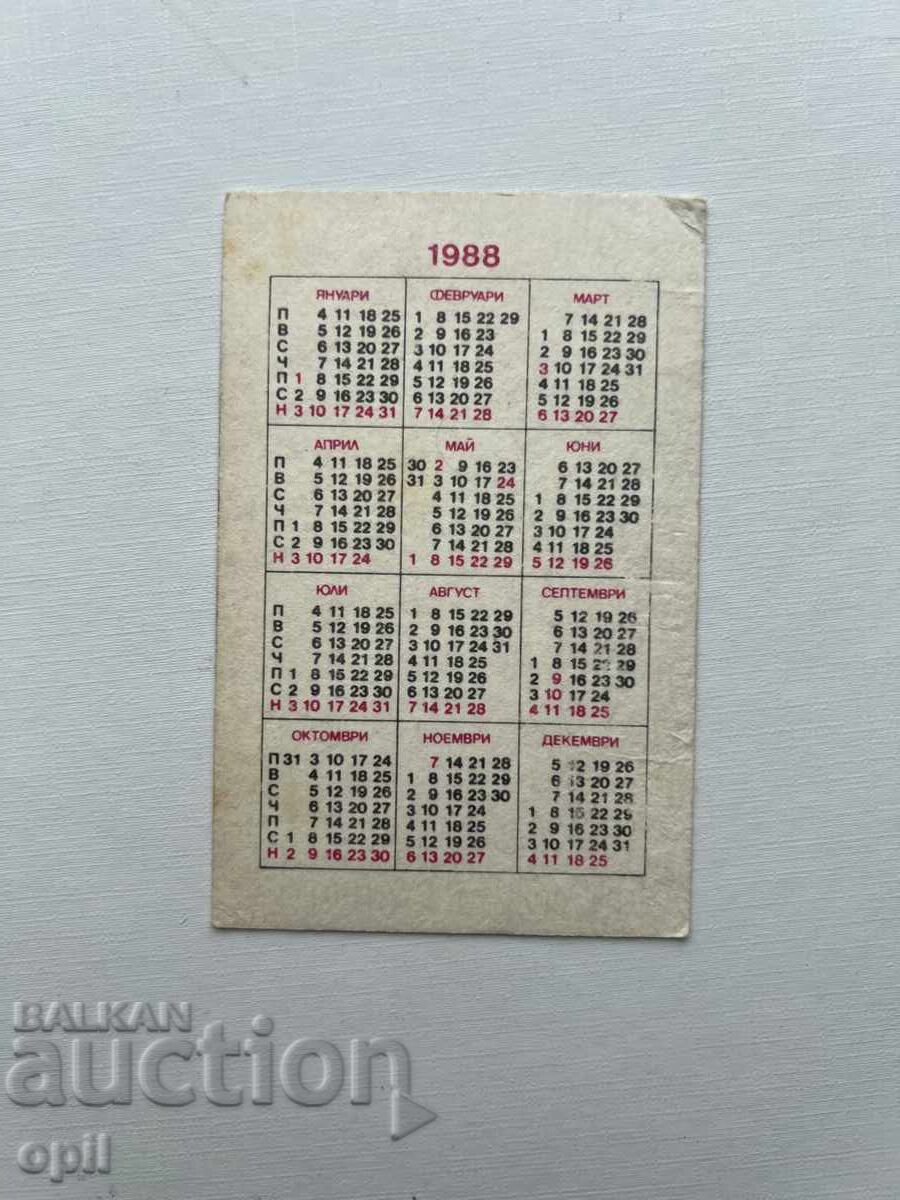 1988
ЯНУАРИ ФЕВРУАРИ МАРТ
П 4 11 18 25 1 8 15 22 29 7 14 21 28
В 5 12 19 26 2 9 16 23 1 8 15 22 29
С 6 13 20 27 3 10 17 24 2 9 16 23 30
Ч 7 14 21 28 4 11 18 25 3 10 17 24 31
П 1 8 15 22 29 5 12 19 26 4 11 18 25
С 2 9 16 23 30 6 13 20 27 5 12 19 26
Н 3 10 17 24 31 7 14 21 28 6 13 20 27
АПРИЛ МАЙ ЮНИ
П 4 11 18 25 30 2 9 16 23 6 13 20 27
В 5 12 19 26 31 3 10 17 24 7 14 21 28
С 6 13 20 27 4 11 18 25 1 8 15 22 29
Ч 7 14 21 28 5 12 19 26 2 9 16 23 30
П 1 8 15 22 29 6 13 20 27 3 10 17 24
С 2 9 16 23 30 7 14 21 28 4 11 18 25
Н 3 10 17 24 1 8 15 22 29 5 12 19 26
ЮЛИ АВГУСТ СЕПТЕМВРИ
П 4 11 18 25 1 8 15 22 29 5 12 19 26
В 5 12 19 26 2 9 16 23 30 6 13 20 27
С 6 13 20 27 3 10 17 24 31 7 14 21 28
Ч 7 14 21 28 4 11 18 25 1 8 15 22 29
П 1 8 15 22 29 5 12 19 26 2 9 16 23 30
С 2 9 16 23 30 6 13 20 27 3 10 17 24
Н 3 10 17 24 31 7 14 21 28 4 11 18 25
ОКТОМВРИ НОЕМВРИ ДЕКЕМВРИ
П 31 3 10 17 24 7 14 21 28 5 12 19 26
В 4 11 18 25 1 8 15 22 29 6 13 20 27
С 5 12 19 26 2 9 16 23 30 7 14 21 28
Ч 6 13 20 27 3 10 17 24 1 8 15 22 29
П 7 14 21 28 4 11 18 25 2 9 16 23 30
С 1 8 15 22 29 5 12 19 26 3 10 17 24 31
Н 2 9 16 23 30 6 13 20 27 4 11 18 25
BALKAN
auction
opil